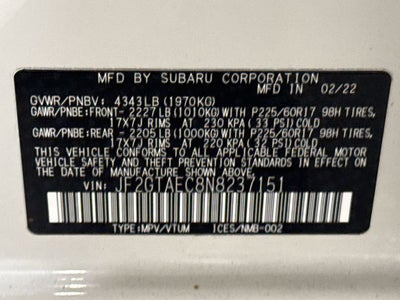 MFD BY SUBARU CORPORATION
MFD IN 02/22
GVWR/PNBV: 4343LB (1970KG)
GAWR/PNBE: FRONT- 2227LB (1010KG) WITH P225/60R17 98H TIRES,
17X7J RIMS, AT 230 KPA (33 PSI) COLD
GAWR/PNBE: REAR - 2205LB (1000KG) WITH P225/60R17 98H TIRES,
17X7J RIMS, AT 220 KPA (32 PSI) COLD
THIS VEHICLE CONFORMS TO ALL APPLICABLE FEDERAL MOTOR
VEHICLE SAFETY AND THEFT PREVENTION STANDARDS IN EFFECT ON
THE DATE OF MANUFACTURE SHOWN ABOVE.
VIN: JF2GTAEC8N8237151
TYPE:MPV/VTUM ICES/NMB-002